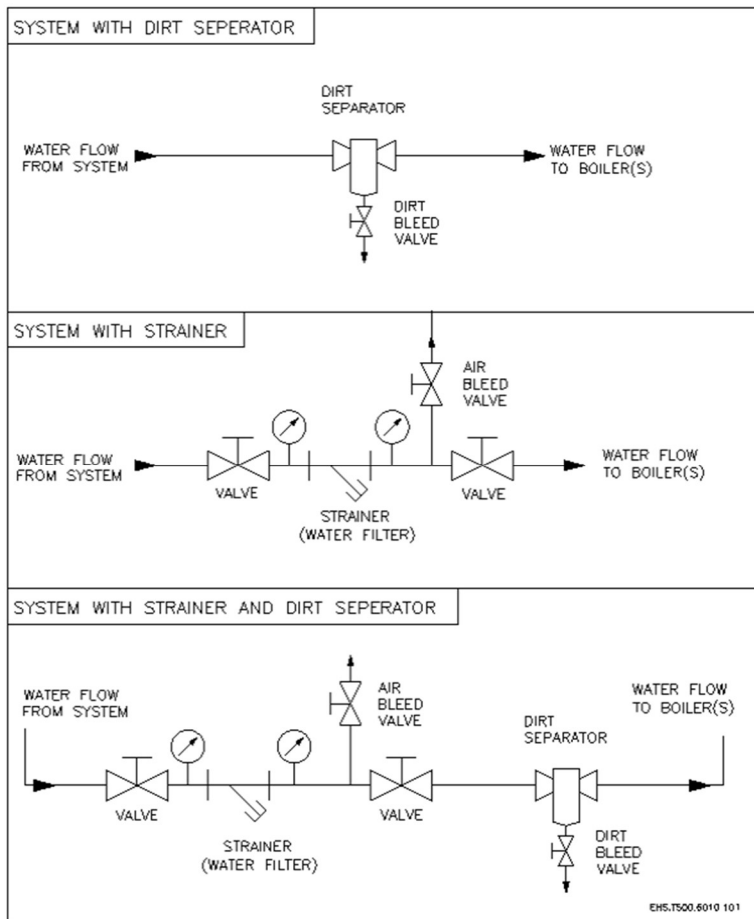 SYSTEM WITH DIRT SEPERATOR
DIRT
SEPARATOR
WATER FLOW
FROM SYSTEM
WATER FLOW
TO BOILER(S)
DIRT
BLEED
VALVE
SYSTEM WITH STRAINER
AIR
BLEED
VALVE
WATER FLOW
FROM SYSTEM
WATER FLOW
TO BOILER(S)
VALVE
VALVE
STRAINER
(WATER FILTER)
SYSTEM WITH STRAINER AND DIRT SEPERATOR
WATER FLOW
FROM SYSTEM
AIR
BLEED
VALVE
WATER FLOW
TO BOILER(S)
DIRT
SEPARATOR
VALVE
VALVE
STRAINER
(WATER FILTER)
DIRT
BLEED
VALVE
EHS.T500.6010 101